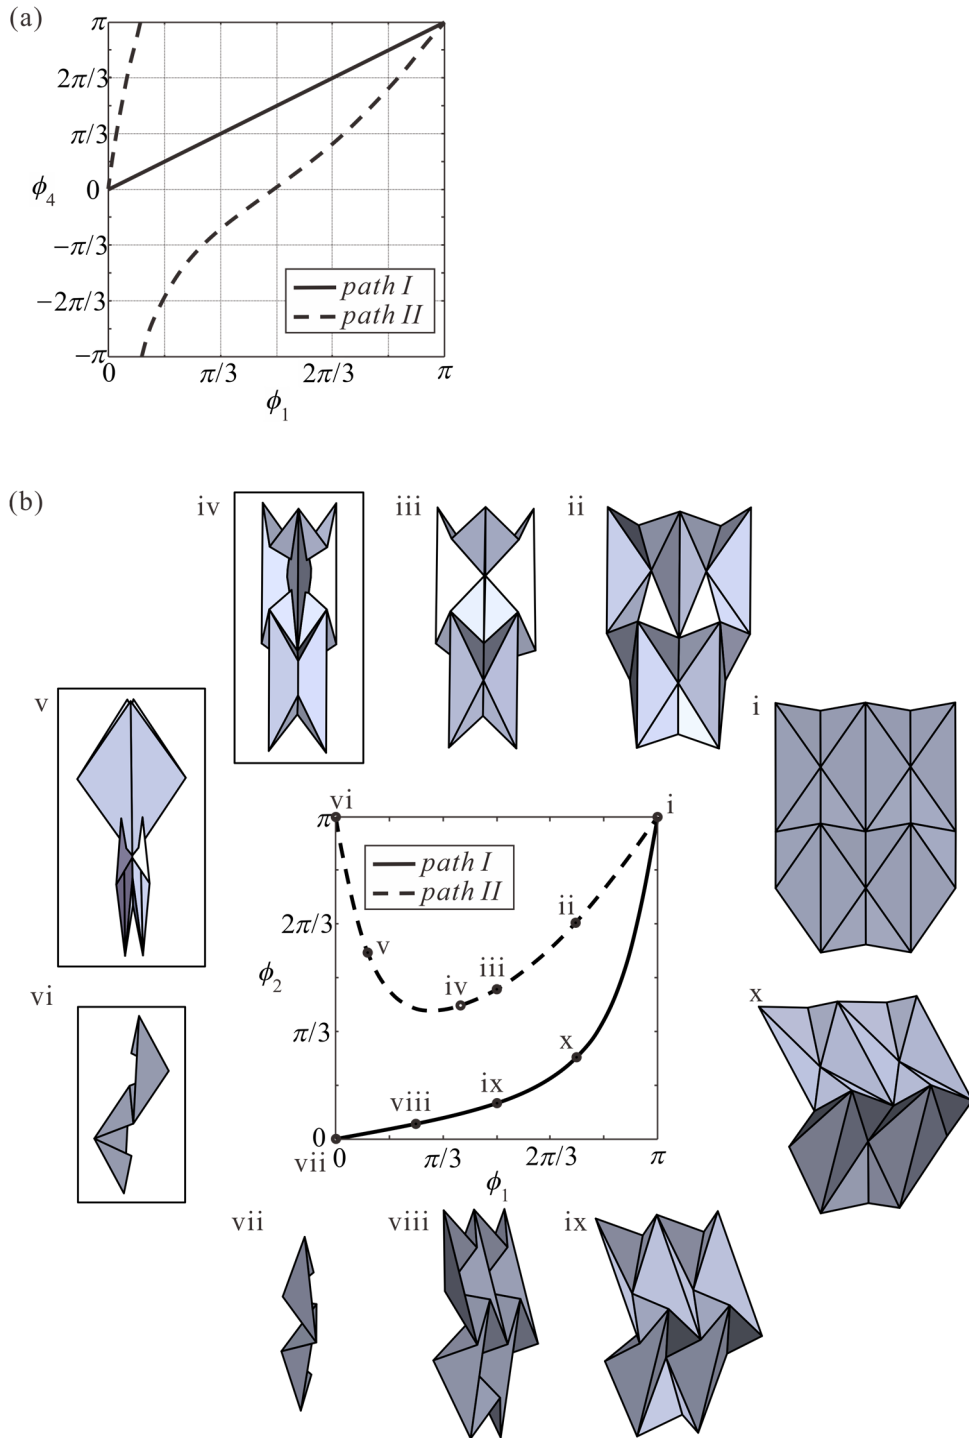 (a)
π
2π/3
π/3
ϕ4 0
−π/3
−2π/3
−π
path I
path II
0 π/3 2π/3 π
ϕ1
(b)
iv iii ii
v i
vi i
π
path I
path II
2π/3
ii
v
ϕ2
iii
iv
vi
π/3
x
x
ix
viii
0
vii
0 π/3 2π/3 π
ϕ1
vii viii ix